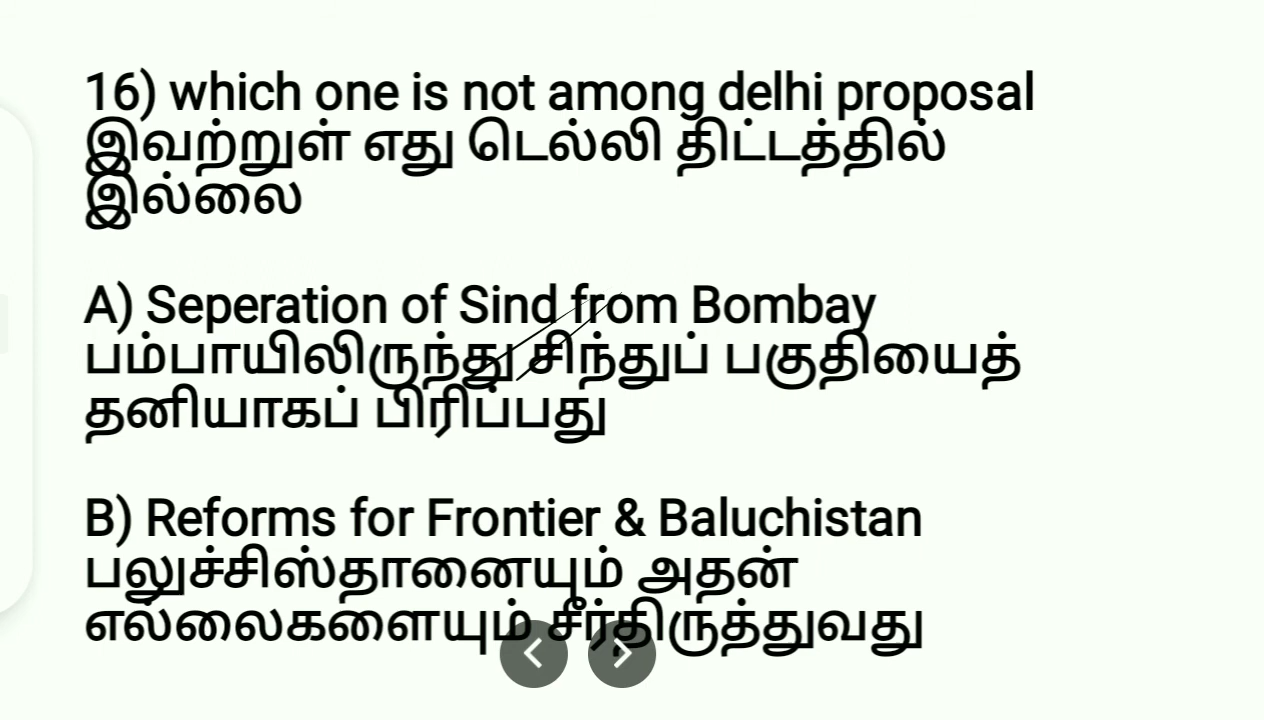 16) which one is not among delhi proposal
இவற்றுள் எது டெல்லி திட்டத்தில்
இல்லை
A) Seperation of Sind from Bombay
பம்பாயிலிருந்து சிந்துப் பகுதியைத்
தனியாகப் பிரிப்பது
B) Reforms for Frontier & Baluchistan
பலுச்சிஸ்தானையும் அதன்
எல்லைகளையும் சீர்திருத்துவது